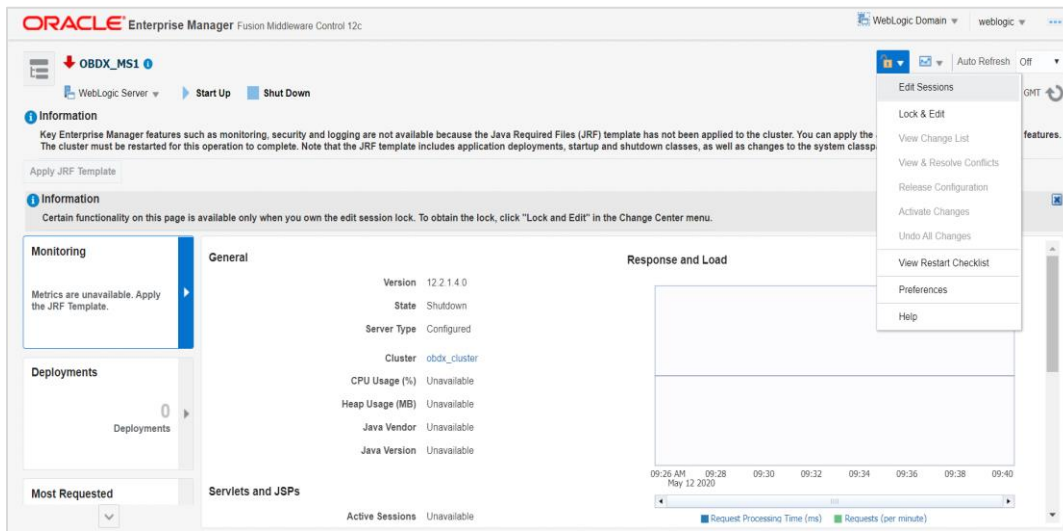 ORACLE Enterprise Manager Fusion Middleware Control 12c
WebLogic Domain weblogic
OBDX_MS1
Auto Refresh Off
WebLogic Server Start Up Shut Down
GMT
Edit Sessions
Lock & Edit
View Change List
View & Resolve Conflicts
Release Configuration
Activate Changes
Undo All Changes
View Restart Checklist
Preferences
Help
Information
Key Enterprise Manager features such as monitoring, security and logging are not available because the Java Required Files (JRF) template has not been applied to the cluster. You can apply the features.
The cluster must be restarted for this operation to complete. Note that the JRF template includes application deployments, startup and shutdown classes, as well as changes to the system
Apply JRF Template
Information
Certain functionality on this page is available only when you own the edit session lock. To obtain the lock, click "Lock and Edit" in the Change Center menu.
Monitoring
Metrics are unavailable. Apply
the JRF Template.
Deployments
0
Deployments
Most Requested
General
Version 12.2.1.4.0
State Shutdown
Server Type Configured
Cluster obdx_cluster
CPU Usage (%) Unavailable
Heap Usage (MB) Unavailable
Java Vendor Unavailable
Java Version Unavailable
Servlets and JSPs
Active Sessions Unavailable
Response and Load
09:26 AM 09:28 09:30 09:32 09:34 09:36 09:38 09:40
May 12 2020
Request Processing Time (ms) Requests (per minute)